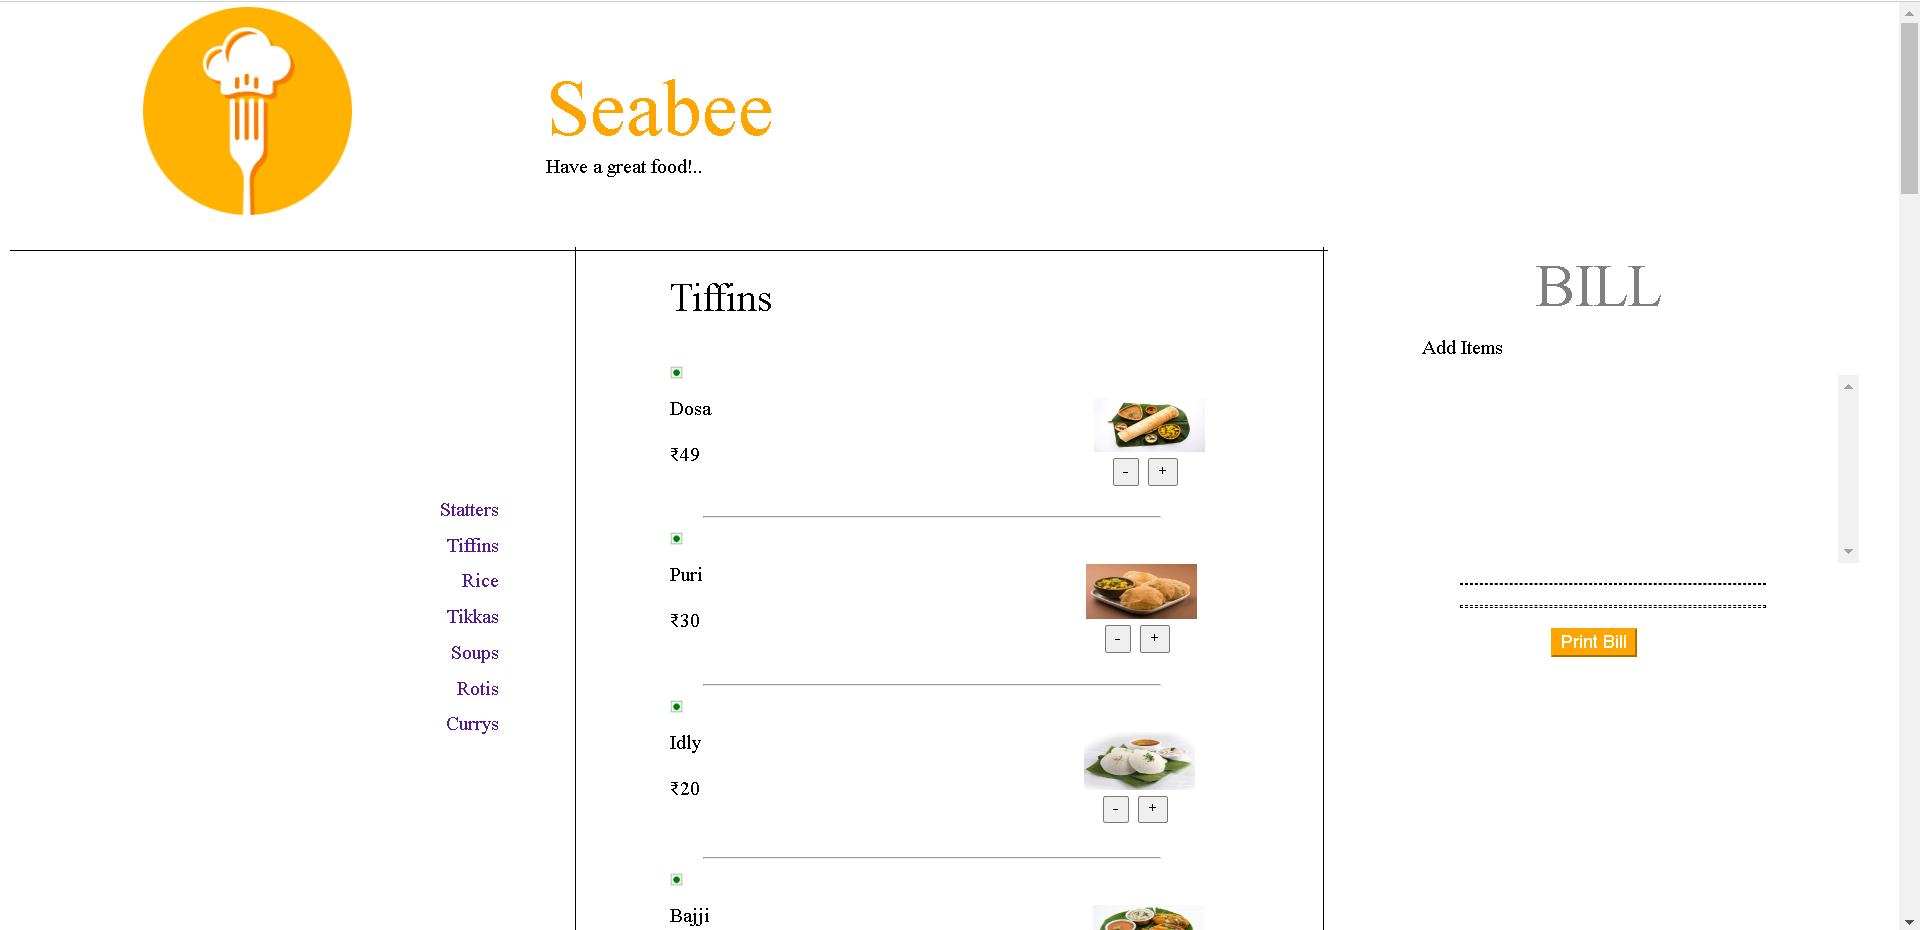 Seabee
Have a great food!..
Statters
Tiffins
Rice
Tikkas
Soups
Rotis
Currys
Tiffins
Dosa
₹49
- +
Puri
₹30
- +
Idly
₹20
- +
Bajji
BILL
Add Items
Print Bill